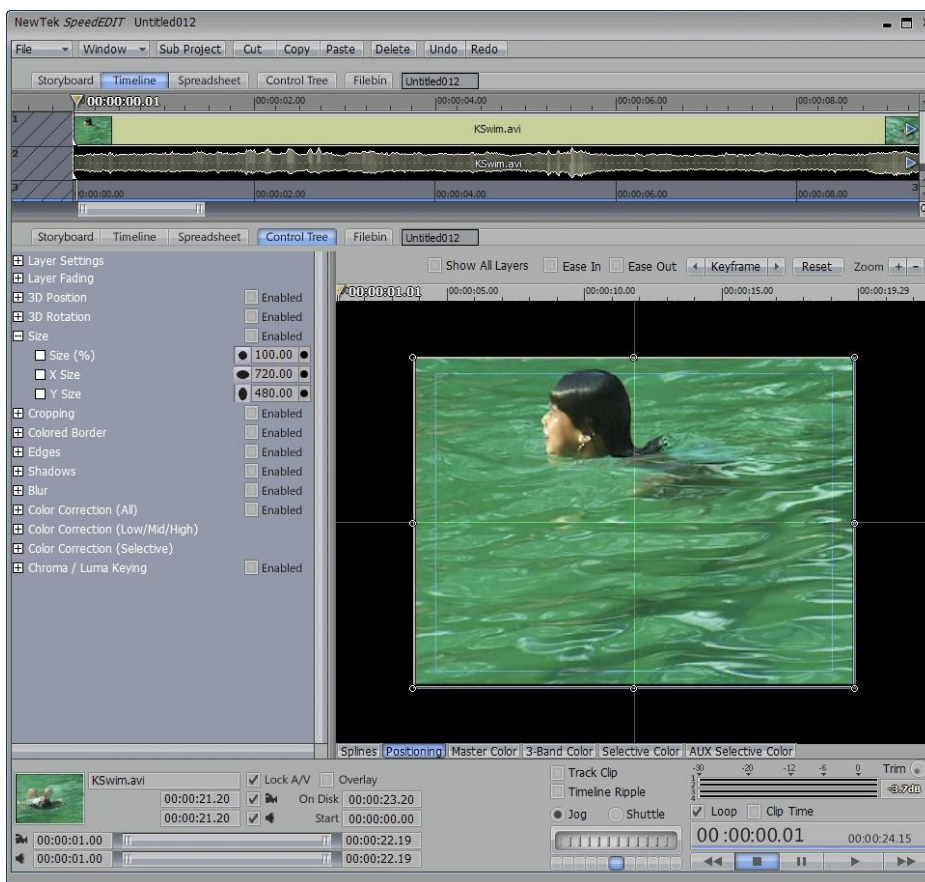 NewTek SpeedEDIT Untitled012
File Window Sub Project Cut Copy Paste Delete Undo Redo
Storyboard Timeline Spreadsheet Control Tree Filebin Untitled012
00:00:00.01 00:00:02.00 00:00:04.00 00:00:06.00 00:00:08.00
1 KSwim.avi
2 KSwim.avi
3 0:00:00.00 00:00:02.00 00:00:04.00 00:00:06.00 00:00:08.00 3
Storyboard Timeline Spreadsheet Control Tree Filebin Untitled012
Layer Settings
Layer Fading
3D Position Enabled
3D Rotation Enabled
Size Enabled
Size (%) 100.00
X Size 720.00
Y Size 480.00
Cropping Enabled
Colored Border Enabled
Edges Enabled
Shadows Enabled
Blur Enabled
Color Correction (All) Enabled
Color Correction (Low/Mid/High)
Color Correction (Selective)
Chroma / Luma Keying Enabled
Show All Layers Ease In Ease Out Keyframe Reset Zoom + -
00:00:01.01 00:00:05.00 00:00:10.00 00:00:15.00 00:00:19.29
Splines Positioning Master Color 3-Band Color Selective Color AUX Selective Color
KSwim.avi Lock A/V Overlay
00:00:21.20 On Disk 00:00:23.20
00:00:21.20 Start 00:00:00.00
00:00:01.00 00:00:22.19
00:00:01.00 00:00:22.19
Track Clip
Timeline Ripple
Jog Shuttle
-30 -20 -12 -6 0 Trim
1
2
3
4
-3.7dB
Loop Clip Time
00:00:00.01 00:00:24.15